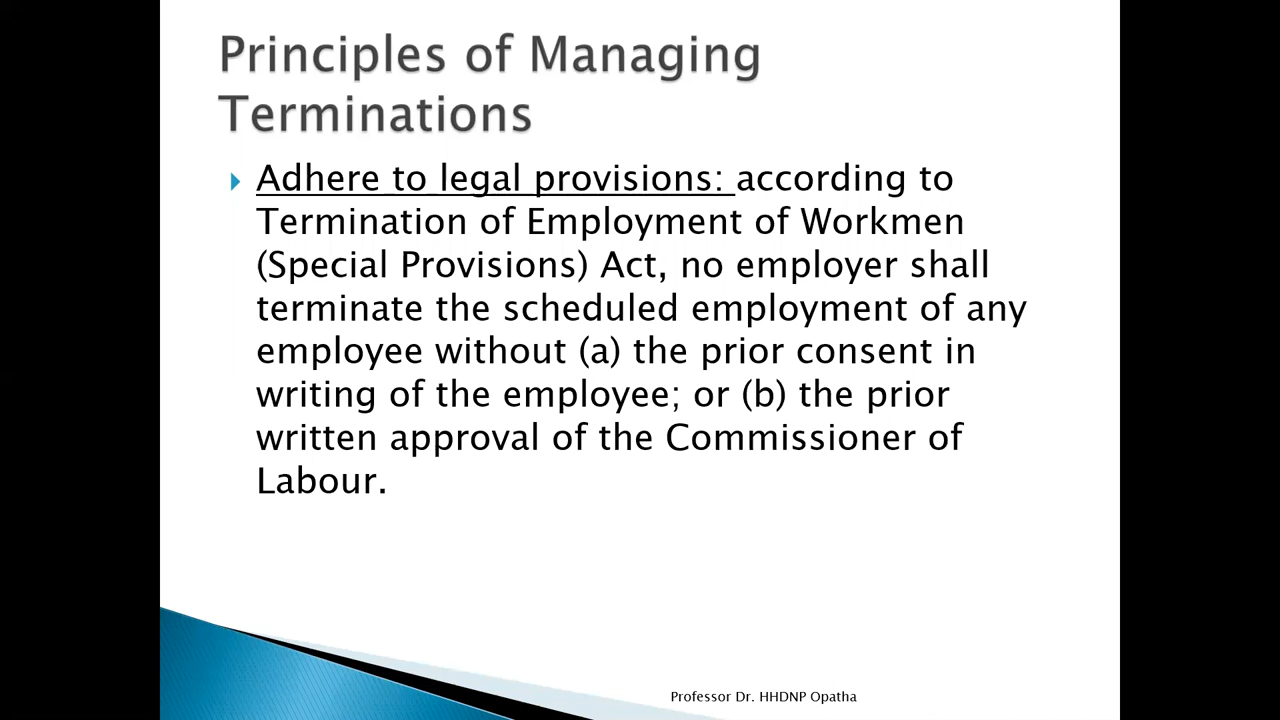 Principles of Managing
Terminations
Adhere to legal provisions: according to
Termination of Employment of Workmen
(Special Provisions) Act, no employer shall
terminate the scheduled employment of any
employee without (a) the prior consent in
writing of the employee; or (b) the prior
written approval of the Commissioner of
Labour.
Professor Dr. HHDNP Opatha